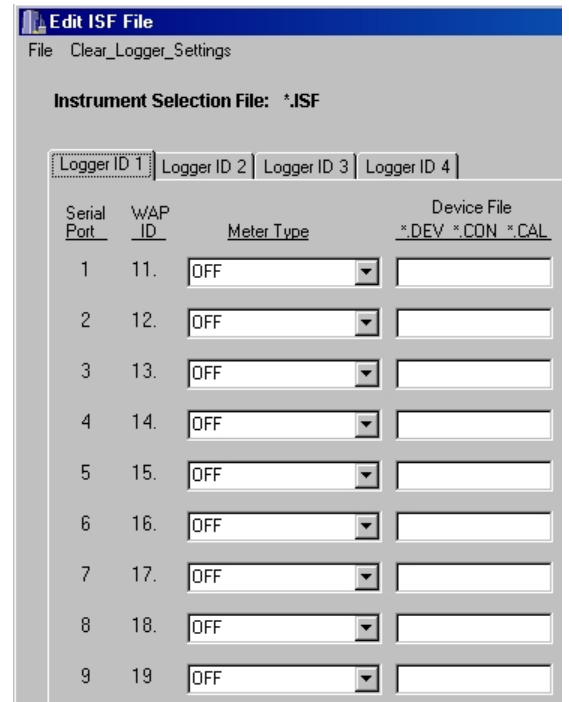 Edit ISF File
File Clear_Logger_Settings
Instrument Selection File: *.ISF
Logger ID 1 Logger ID 2 Logger ID 3 Logger ID 4
Serial WAP Device File
Port ID Meter Type *.DEV *.CON *.CAL
1 11. OFF
2 12. OFF
3 13. OFF
4 14. OFF
5 15. OFF
6 16. OFF
7 17. OFF
8 18. OFF
9 19 OFF